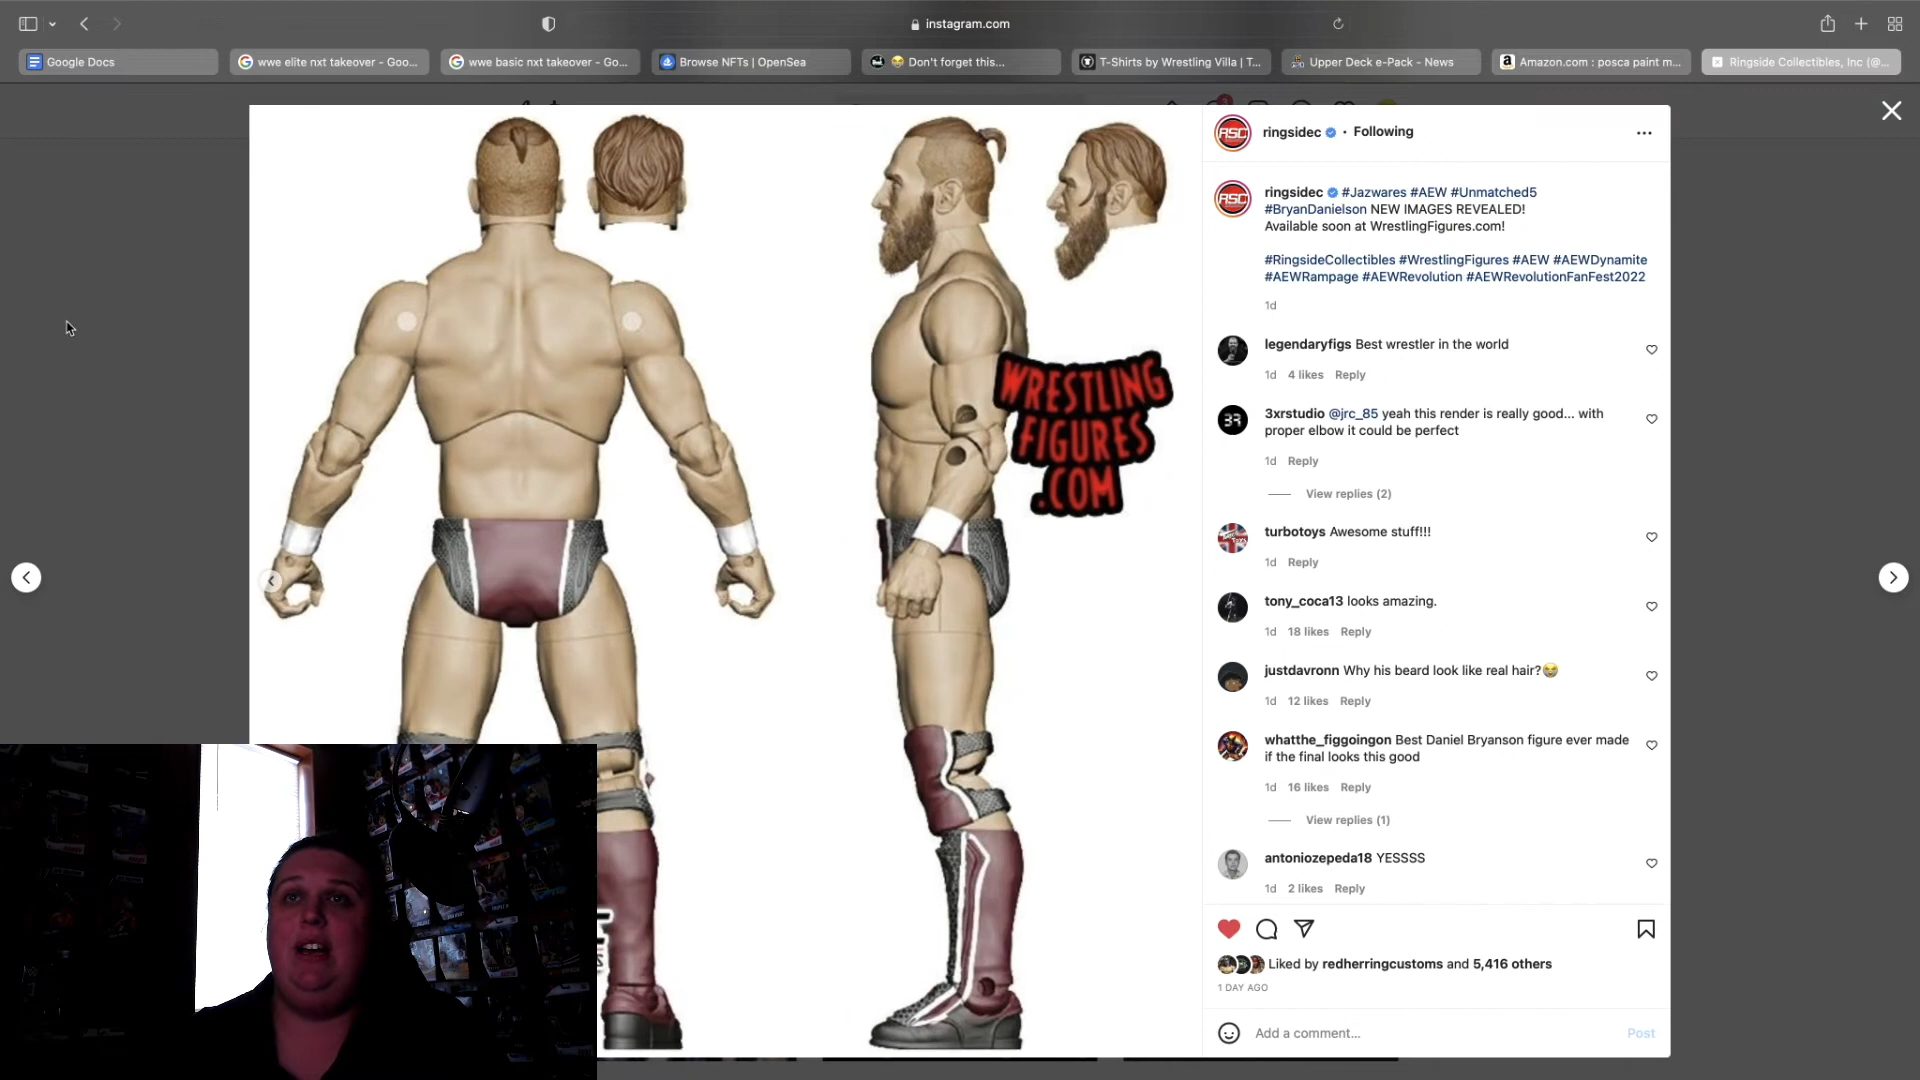 instagram.com
Google Docs
wwe elite nxt takeover - Goo...
wwe basic nxt takeover - Go...
Browse NFTs | OpenSea
😂 Don't forget this...
T-Shirts by Wrestling Villa | T...
Upper Deck e-Pack - News
Amazon.com : posca paint m...
Ringside Collectibles, Inc (@...
RSC
ringsidec · Following
RSC
ringsidec #Jazwares #AEW #Unmatched5
#BryanDanielson NEW IMAGES REVEALED!
Available soon at WrestlingFigures.com!
#RingsideCollectibles #WrestlingFigures #AEW #AEWDynamite
#AEWRampage #AEWRevolution #AEWRevolutionFanFest2022
1d
legendaryfigs Best wrestler in the world
1d 4 likes Reply
3xrstudio @jrc_85 yeah this render is really good... with
proper elbow it could be perfect
1d Reply
View replies (2)
turbotoys Awesome stuff!!!
1d Reply
tony_coca13 looks amazing.
1d 18 likes Reply
justdavronn Why his beard look like real hair?😂
1d 12 likes Reply
whatthe_figgoingon Best Daniel Bryanson figure ever made
if the final looks this good
1d 16 likes Reply
View replies (1)
antoniozepeda18 YESSSS
1d 2 likes Reply
Liked by redherringcustoms and 5,416 others
1 DAY AGO
Add a comment...
Post
WRESTLING
FIGURES
.COM